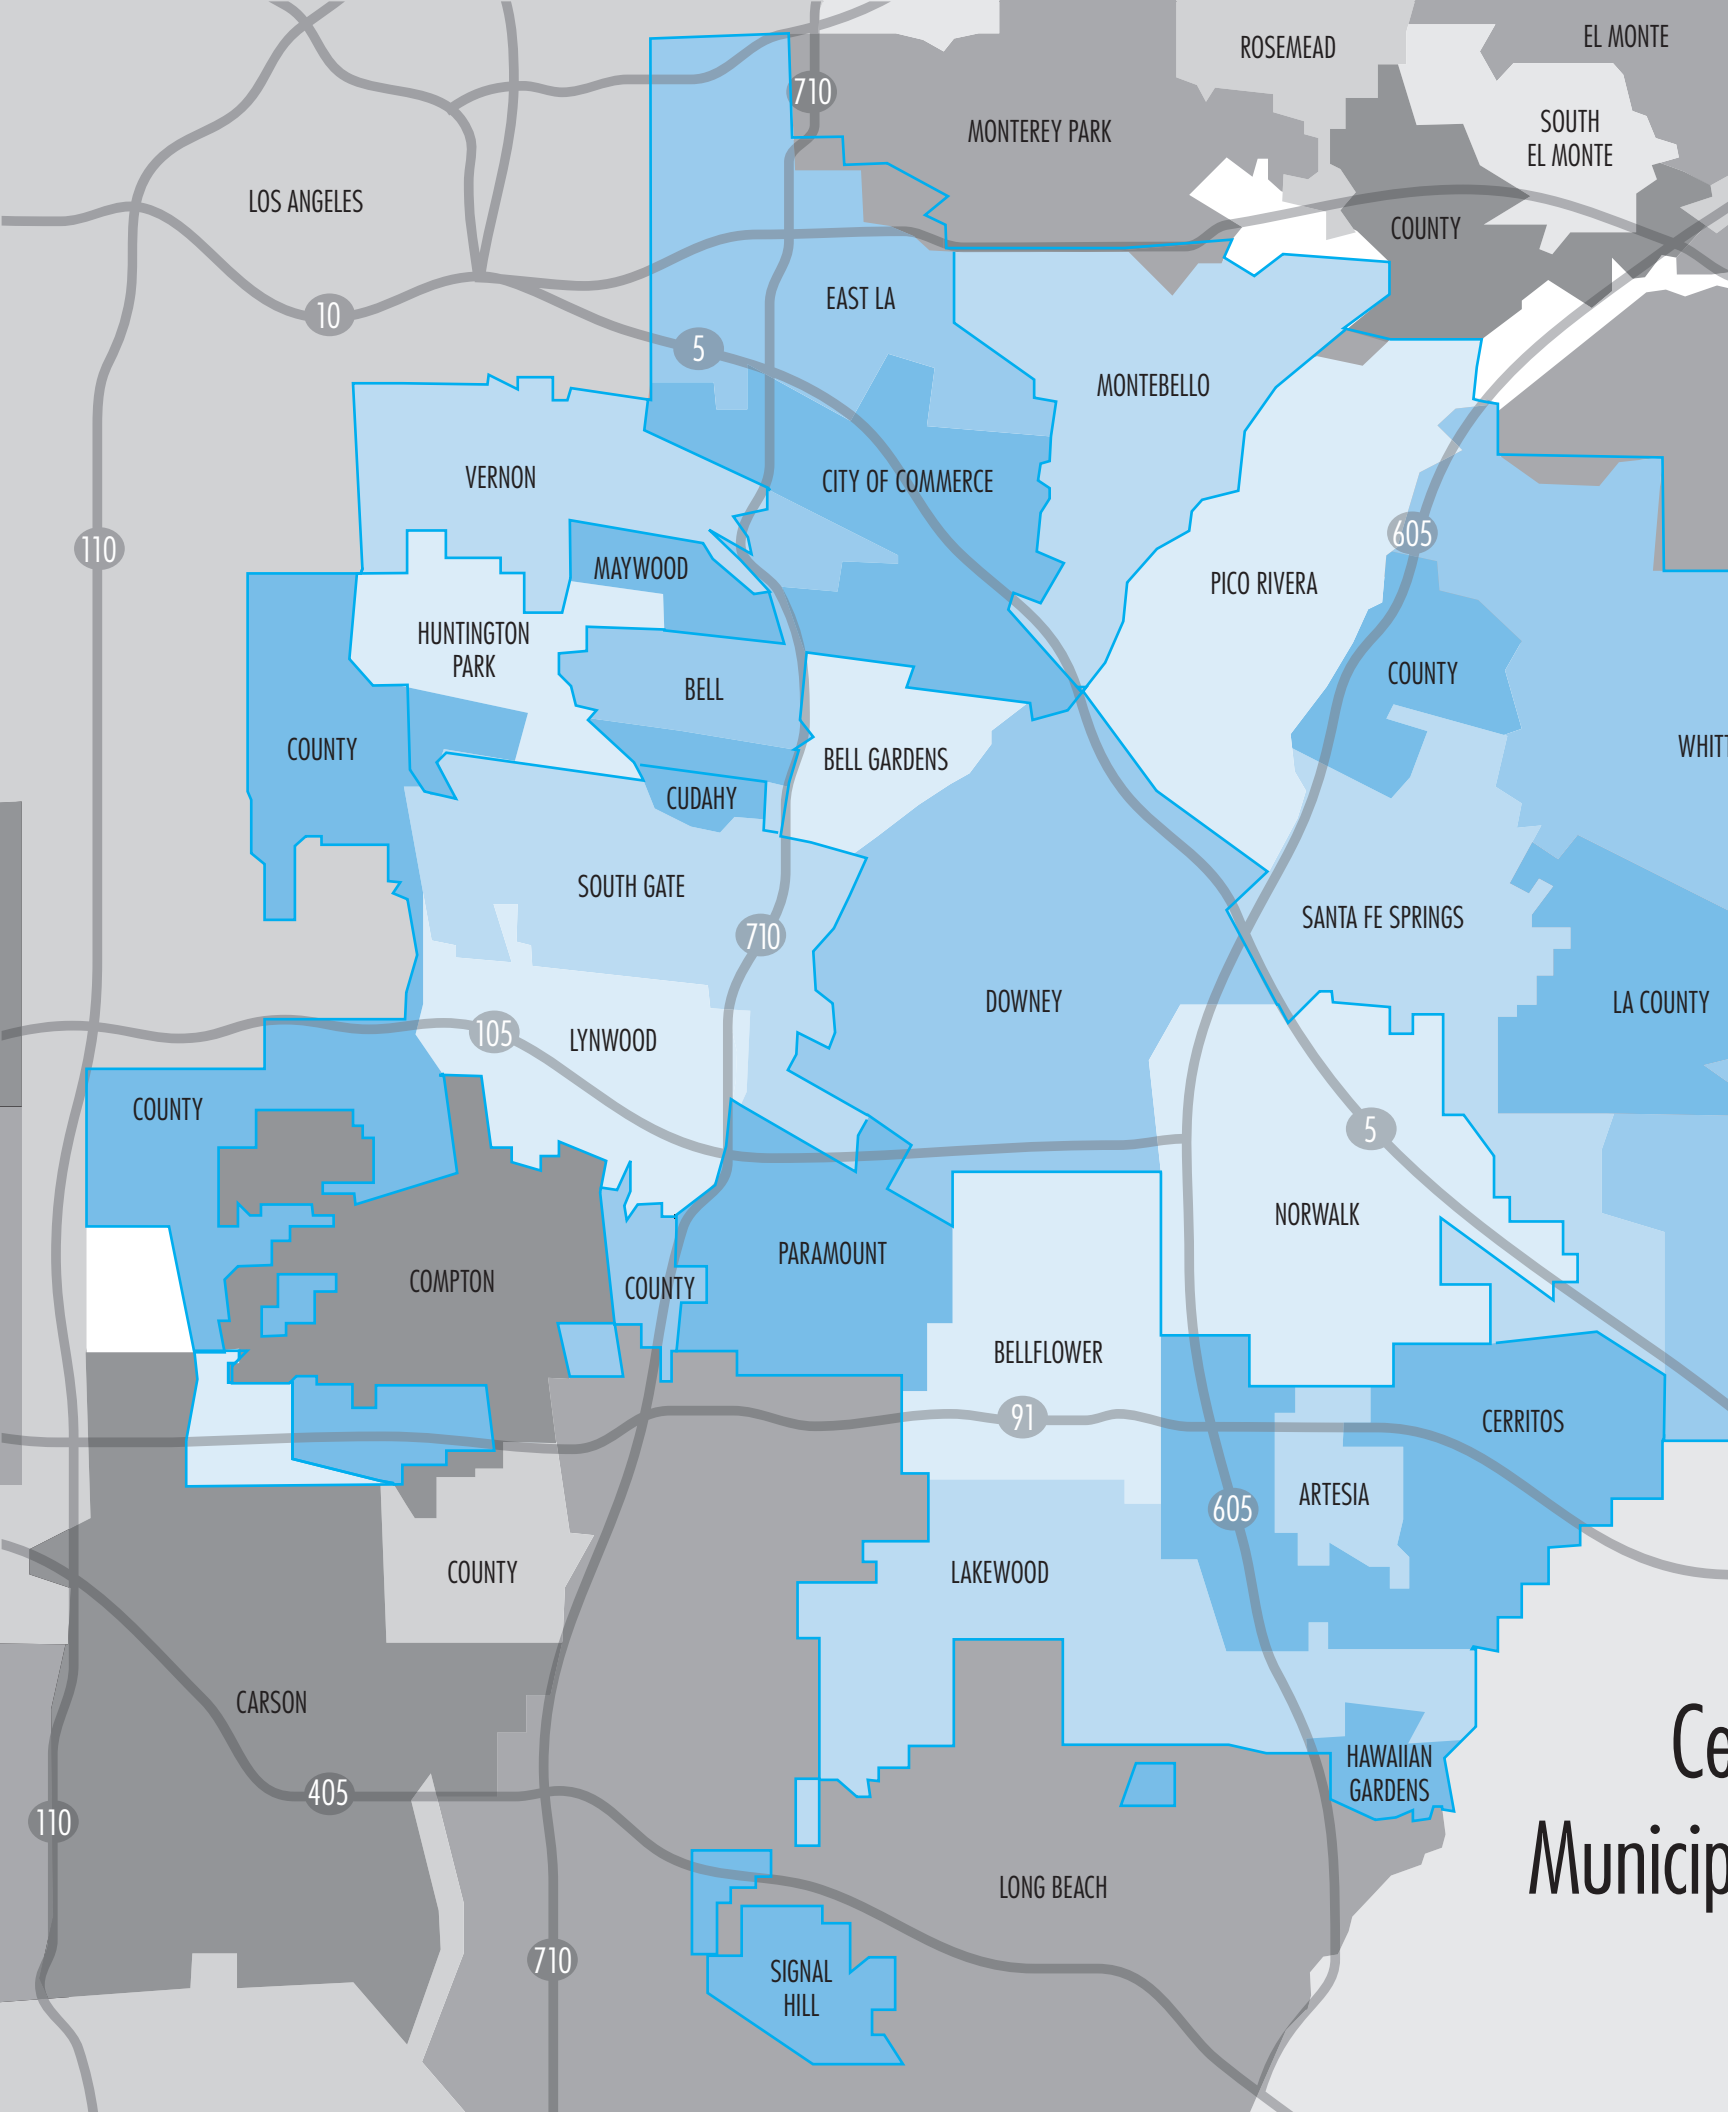 EL MONTE
ROSEMEAD
710
SOUTH
EL MONTE
MONTEREY PARK
LOS ANGELES
COUNTY
EAST LA
10
5
MONTEBELLO
VERNON
CITY OF COMMERCE
605
110
MAYWOOD
PICO RIVERA
HUNTINGTON
PARK
COUNTY
BELL
COUNTY
WHITT
BELL GARDENS
CUDAHY
SOUTH GATE
SANTA FE SPRINGS
710
DOWNEY
LA COUNTY
105
LYNWOOD
COUNTY
5
NORWALK
PARAMOUNT
COMPTON
COUNTY
BELLFLOWER
91
CERRITOS
ARTESIA
605
COUNTY
LAKEWOOD
CARSON
Ce
HAWAIIAN
GARDENS
405
110
Municip
LONG BEACH
710
SIGNAL
HILL